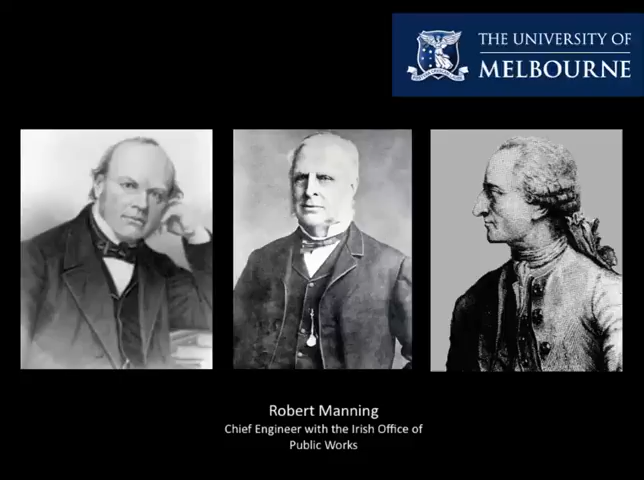 THE UNIVERSITY OF
MELBOURNE
Robert Manning
Chief Engineer with the Irish Office of
Public Works